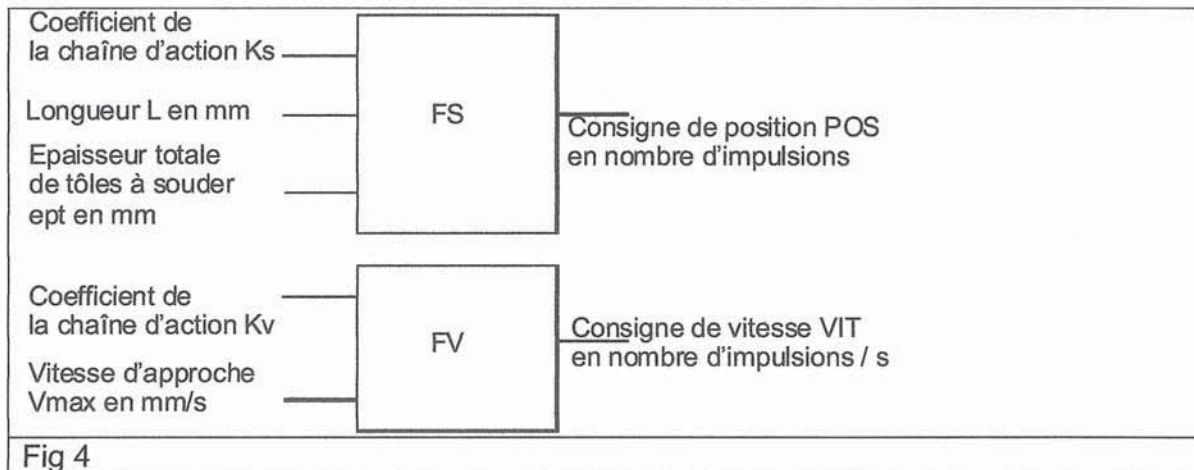 Coefficient de
la chaîne d'action Ks
Longueur L en mm
Epaisseur totale
de tôles à souder
ept en mm
FS
Consigne de position POS
en nombre d'impulsions
Coefficient de
la chaîne d'action Kv
Vitesse d'approche
Vmax en mm/s
FV
Consigne de vitesse VIT
en nombre d'impulsions / s
Fig 4